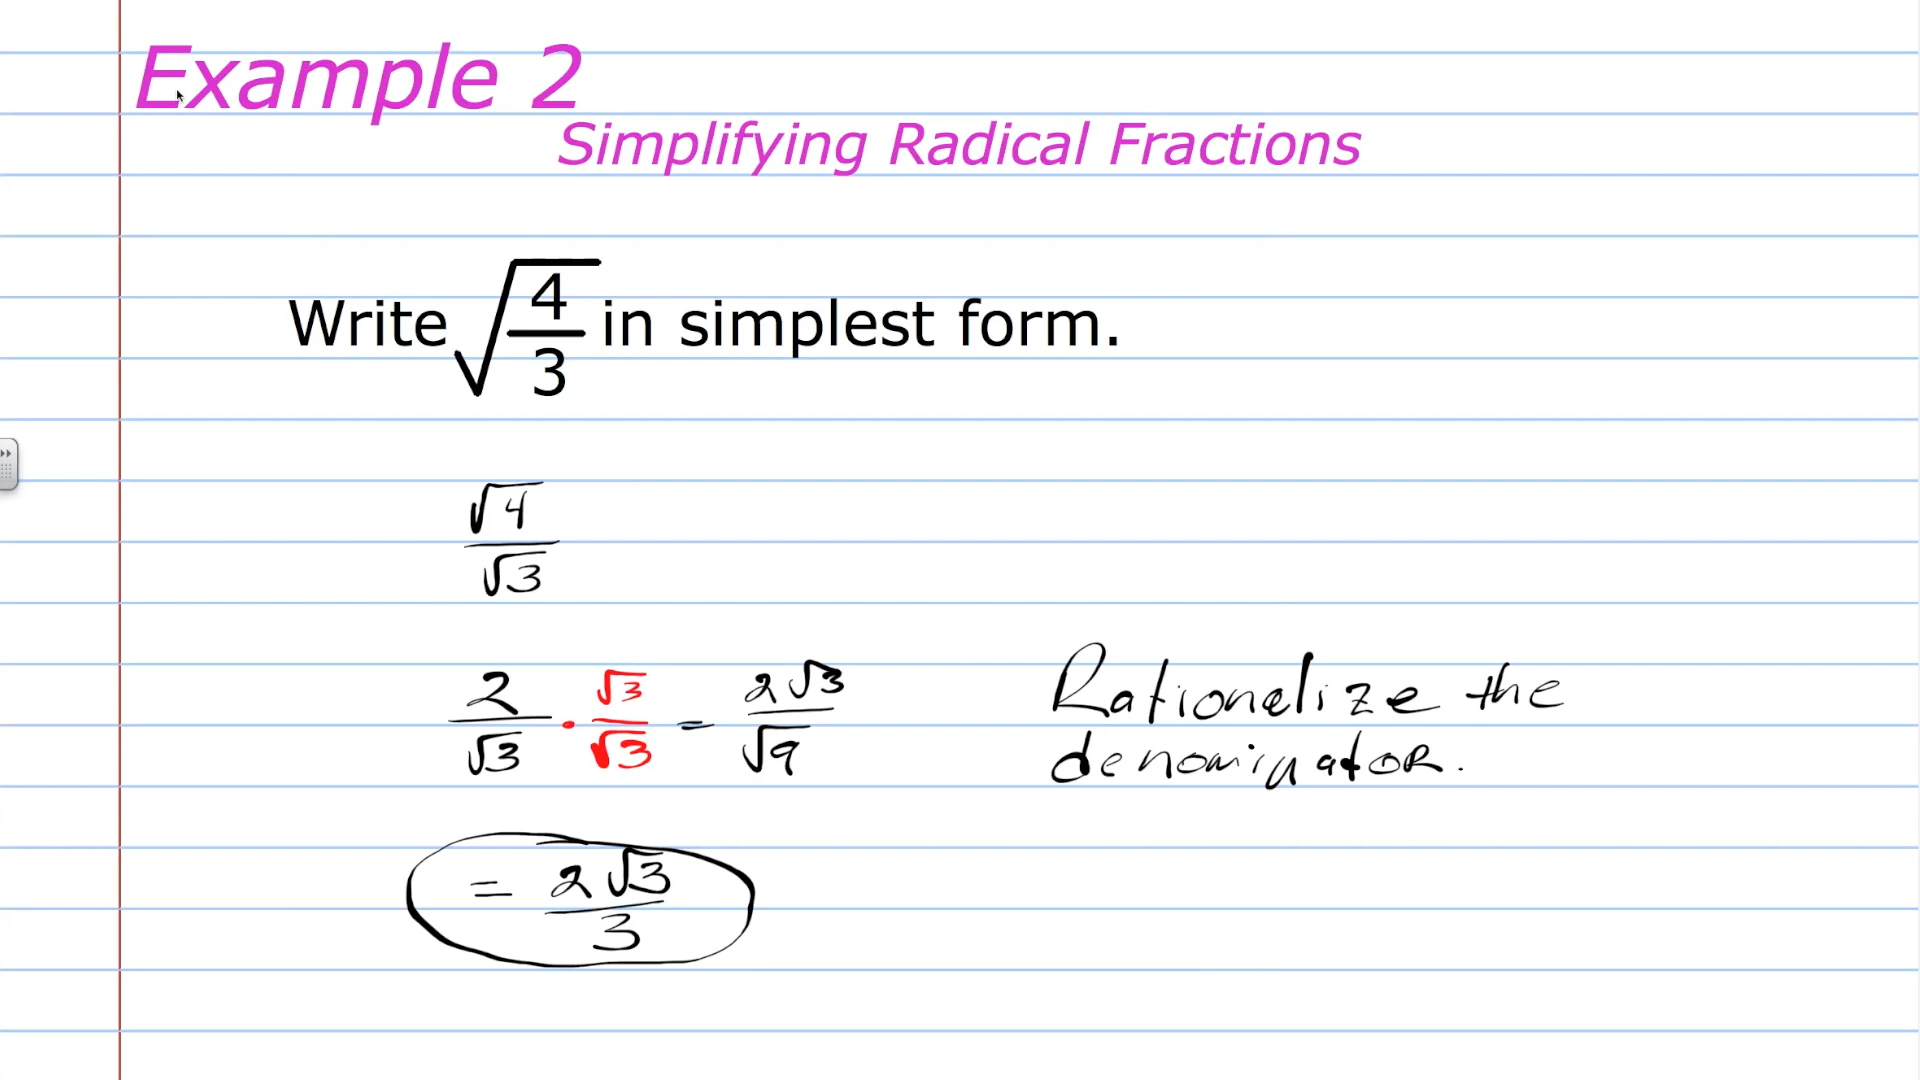 Example 2
Simplifying Radical Fractions
Write √(4/3) in simplest form.
√4/√3
2/√3 · √3/√3 = 2√3/√9
Rationalize the
denominator.
= 2√3/3